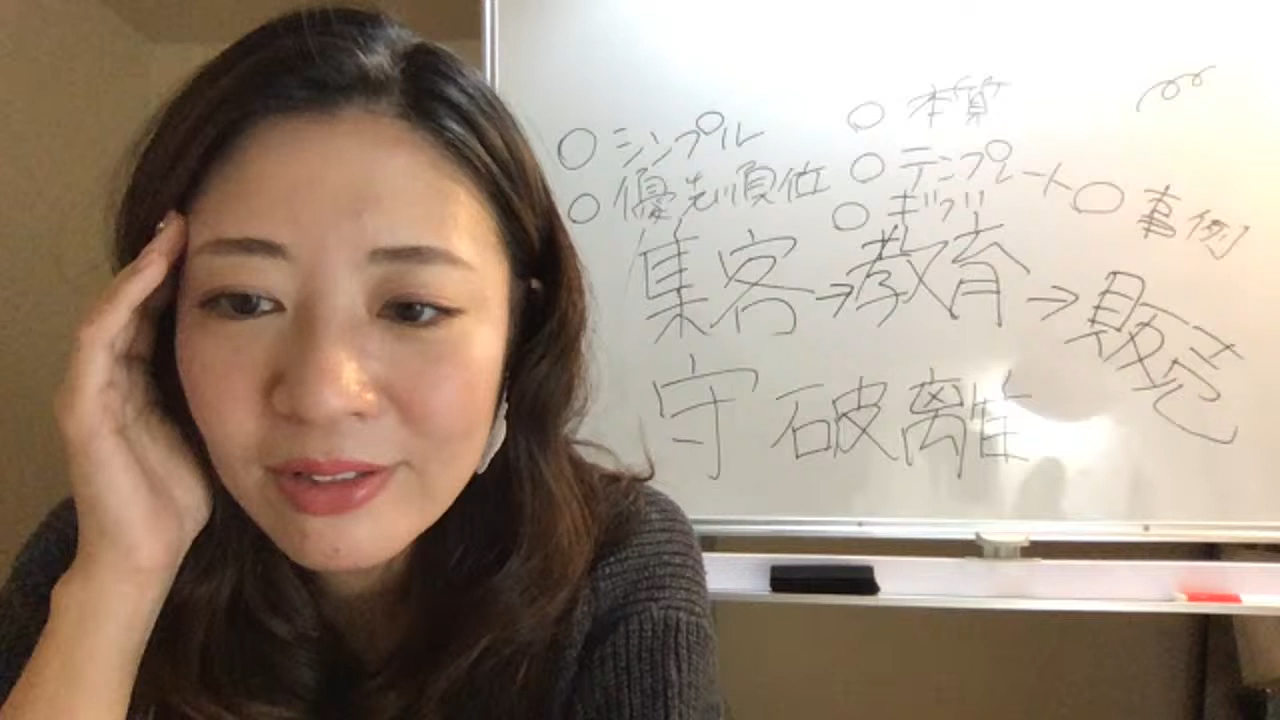 ○ シンプル
○ 優先順位
○ 本質
○ テンプレート
○ ギブ
○ 事例
集客→教育→販売
守破離